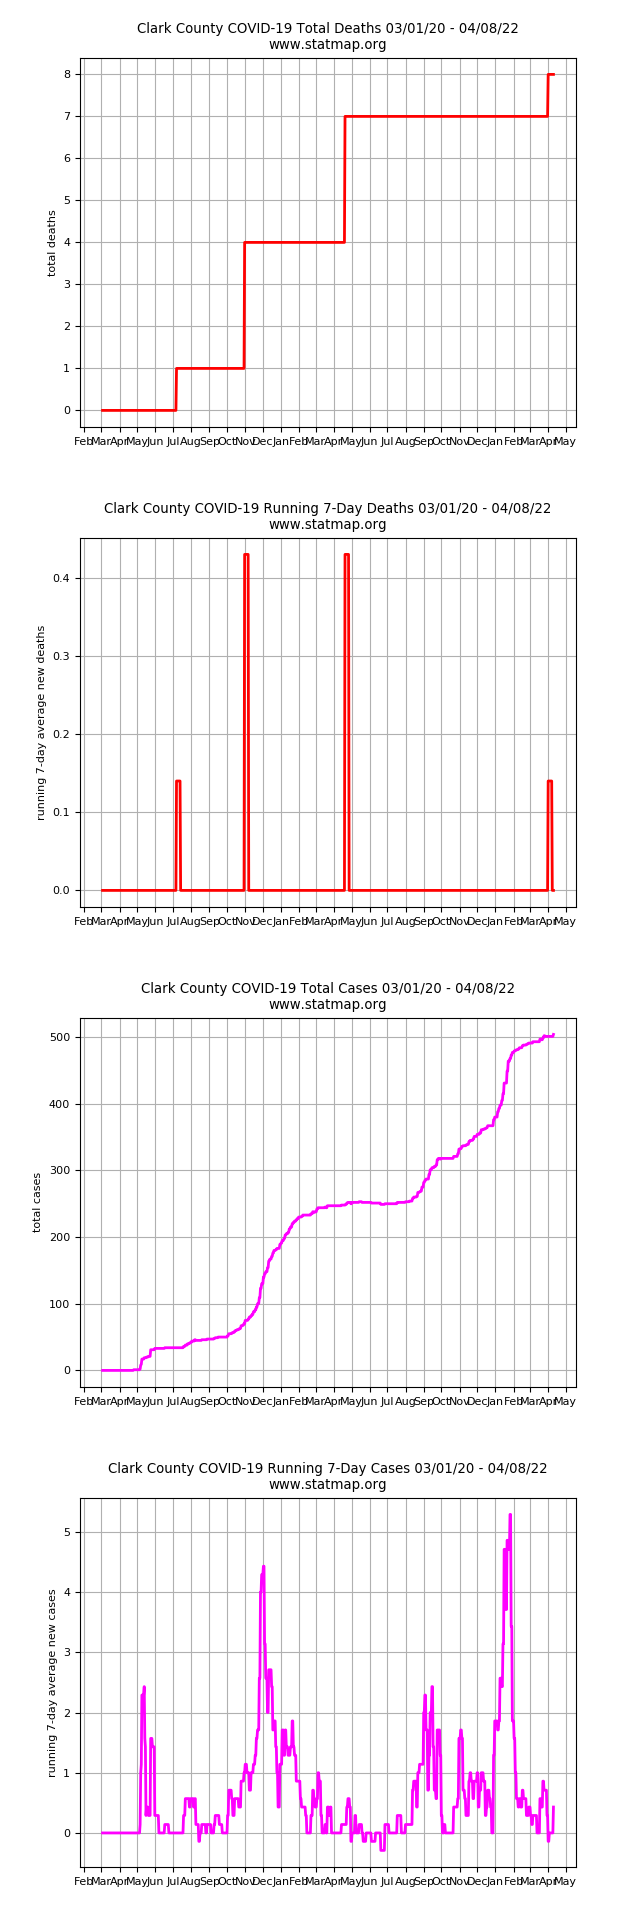 Clark County COVID-19 Total Deaths 03/01/20 - 04/08/22
www.statmap.org
8
7
6
5
4
3
2
1
0
total deaths
Feb Mar Apr May Jun Jul Aug Sep Oct Nov Dec Jan Feb Mar Apr May Jun Jul Aug Sep Oct Nov Dec Jan Feb Mar Apr May
Clark County COVID-19 Running 7-Day Deaths 03/01/20 - 04/08/22
www.statmap.org
0.4
0.3
0.2
0.1
0.0
running 7-day average new deaths
Feb Mar Apr May Jun Jul Aug Sep Oct Nov Dec Jan Feb Mar Apr May Jun Jul Aug Sep Oct Nov Dec Jan Feb Mar Apr May
Clark County COVID-19 Total Cases 03/01/20 - 04/08/22
www.statmap.org
500
400
300
200
100
0
total cases
Feb Mar Apr May Jun Jul Aug Sep Oct Nov Dec Jan Feb Mar Apr May Jun Jul Aug Sep Oct Nov Dec Jan Feb Mar Apr May
Clark County COVID-19 Running 7-Day Cases 03/01/20 - 04/08/22
www.statmap.org
5
4
3
2
1
0
running 7-day average new cases
Feb Mar Apr May Jun Jul Aug Sep Oct Nov Dec Jan Feb Mar Apr May Jun Jul Aug Sep Oct Nov Dec Jan Feb Mar Apr May